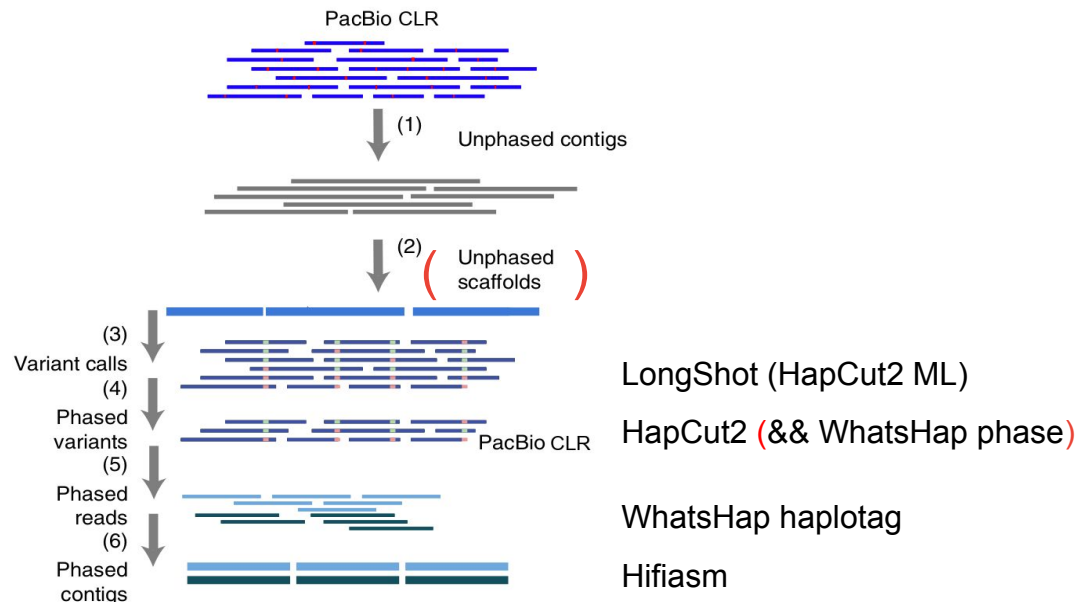 PacBio CLR
(1)
Unphased contigs
(2)
( Unphased
scaffolds )
(3)
Variant calls
(4)
LongShot (HapCut2 ML)
Phased
variants
PacBio CLR
HapCut2 (&& WhatsHap phase)
(5)
Phased
reads
WhatsHap haplotag
(6)
Phased
contigs
Hifiasm